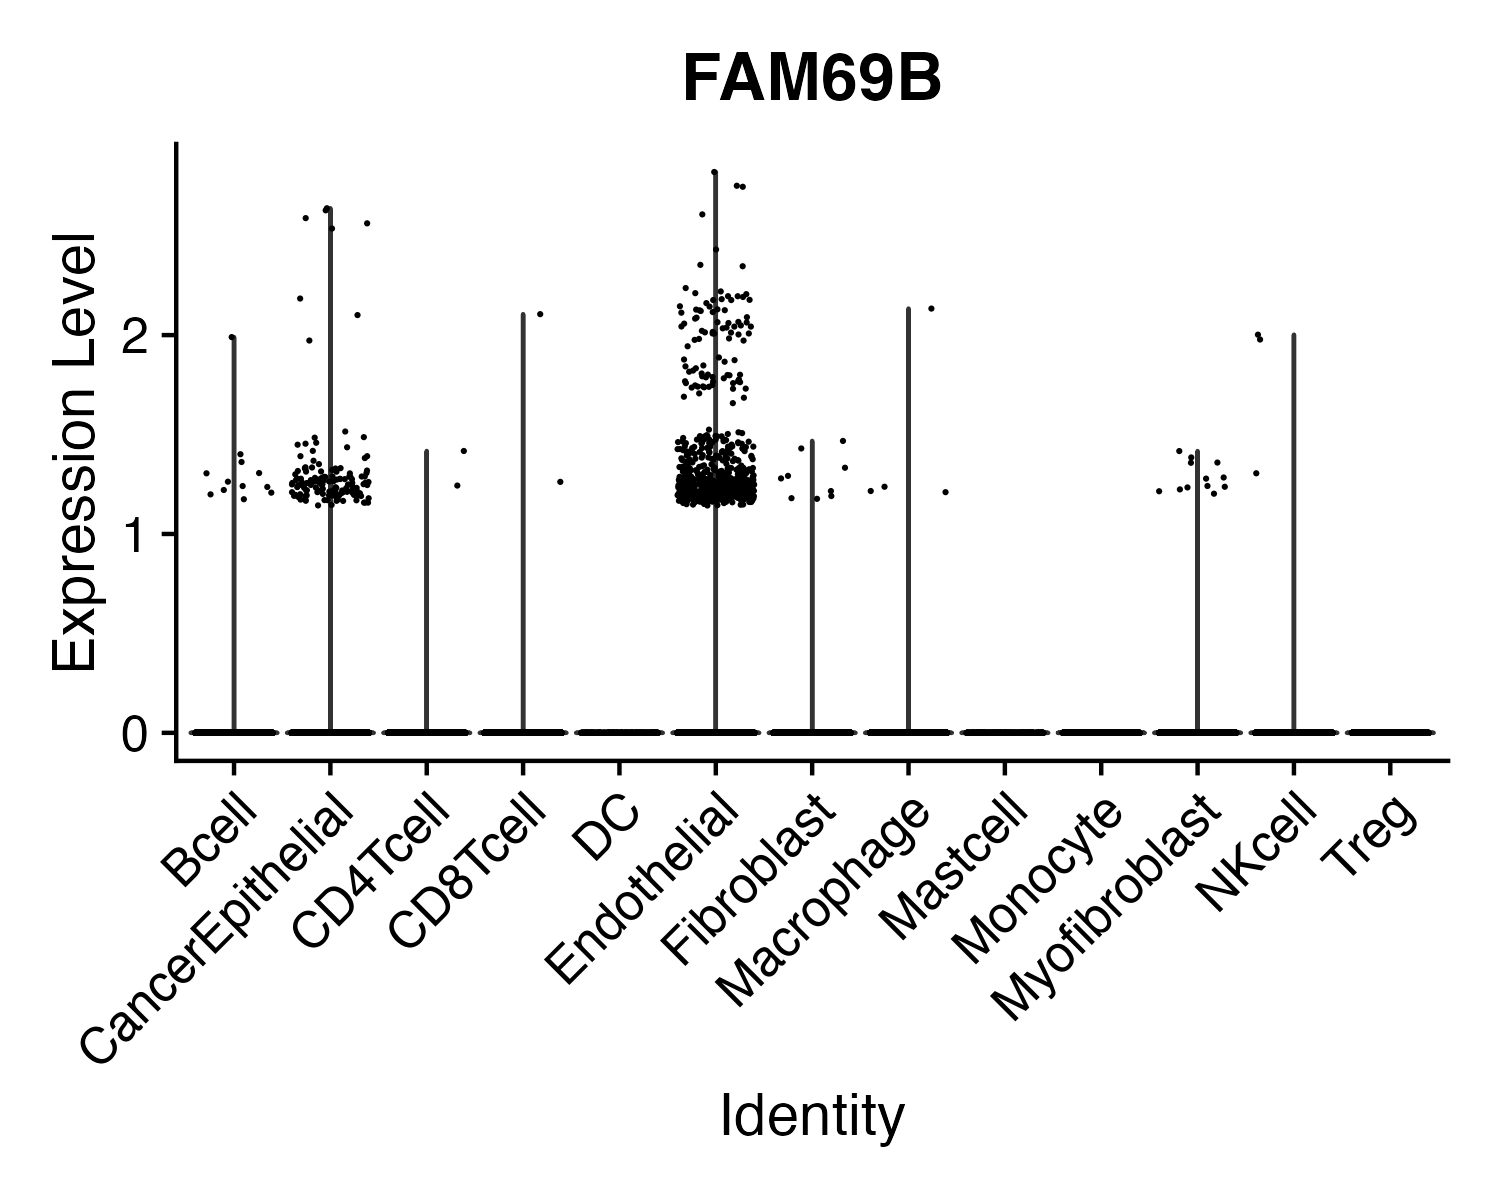 FAM69B
Expression Level
2
1
0
Bcell
CancerEpithelial
CD4Tcell
CD8Tcell
DC
Endothelial
Fibroblast
Macrophage
Mastcell
Monocyte
Myofibroblast
NKcell
Treg
Identity